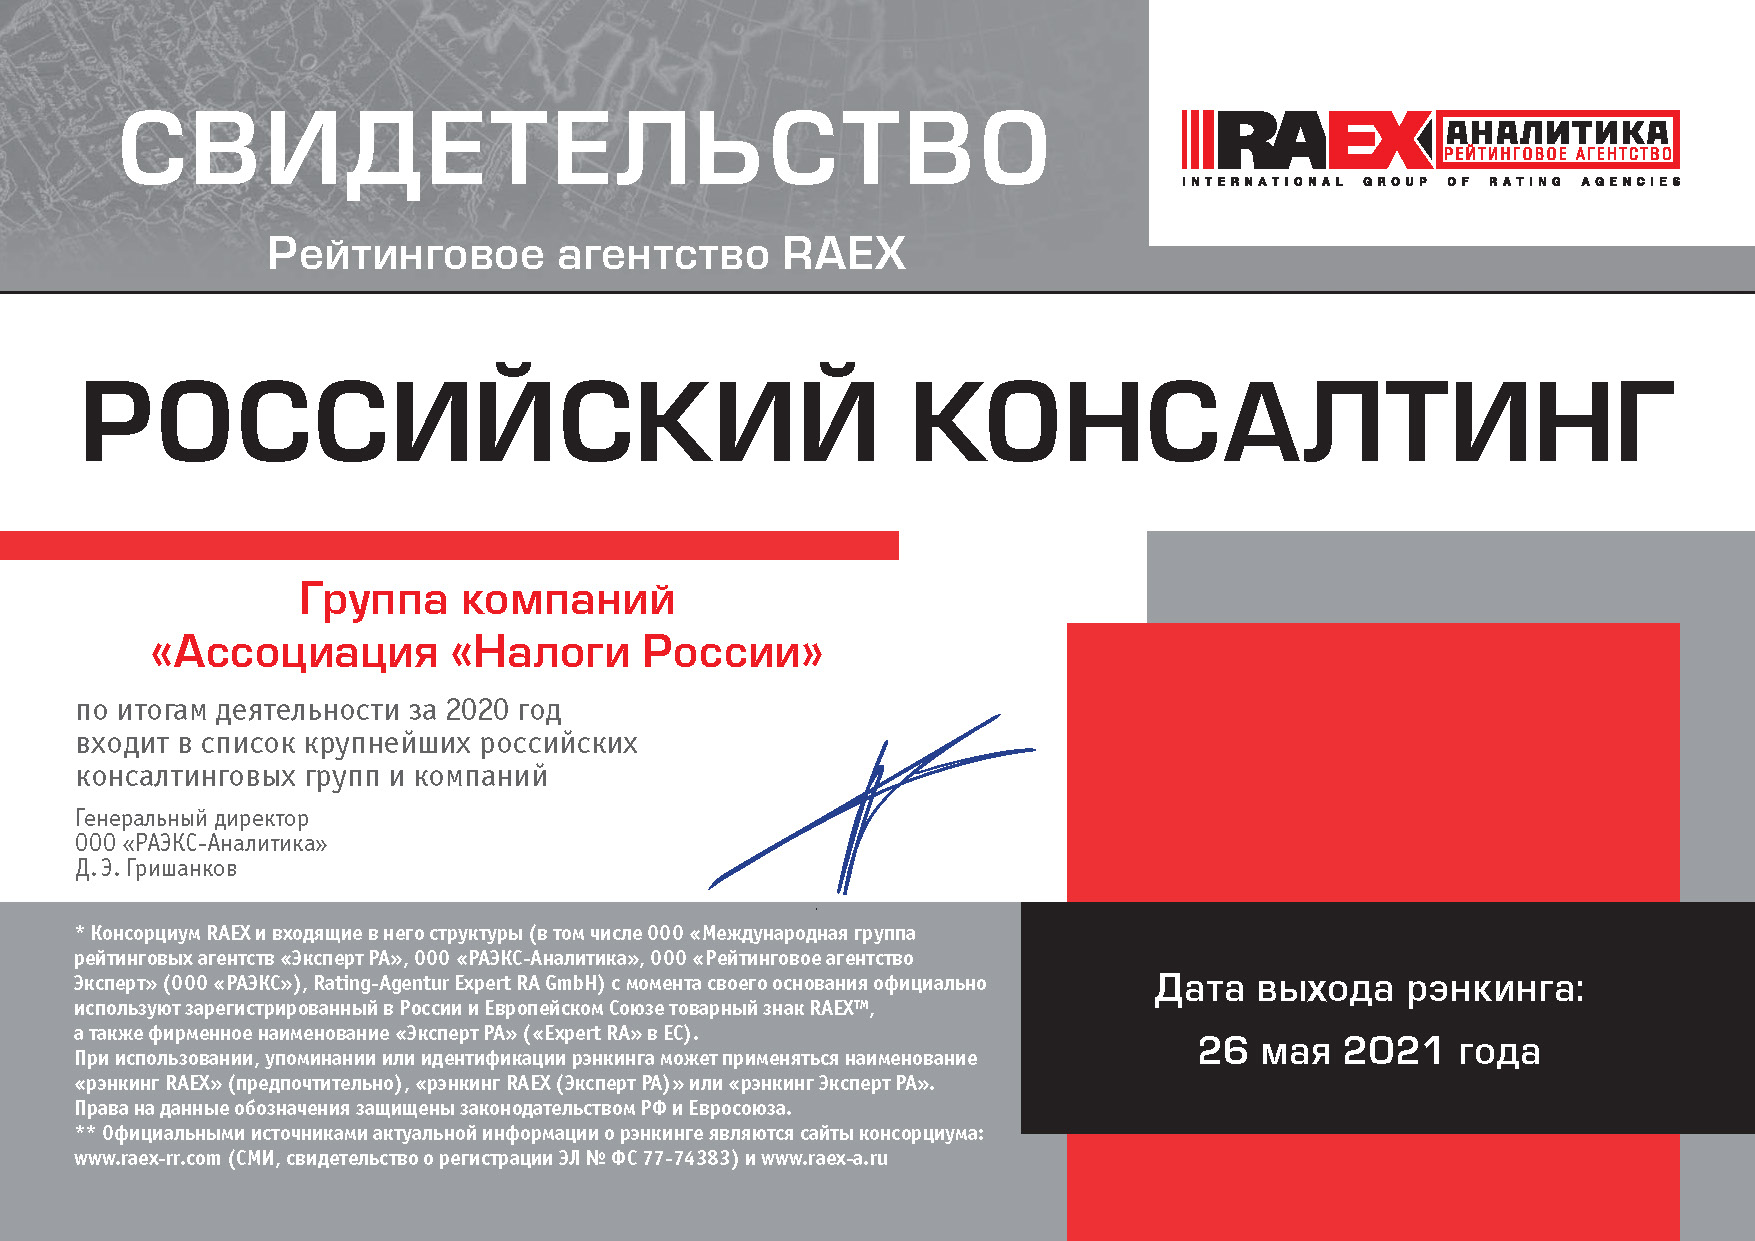 СВИДЕТЕЛЬСТВО
Рейтинговое агентство RAEX
RAEX АНАЛИТИКА
РЕЙТИНГОВОЕ АГЕНТСТВО
INTERNATIONAL GROUP OF RATING AGENCIES
РОССИЙСКИЙ КОНСАЛТИНГ
Группа компаний
«Ассоциация «Налоги России»
по итогам деятельности за 2020 год
входит в список крупнейших российских
консалтинговых групп и компаний
Генеральный директор
ООО «РАЭКС-Аналитика»
Д. Э. Гришанков
* Консорциум RAEX и входящие в него структуры (в том числе ООО «Международная группа
рейтинговых агентств «Эксперт РА», ООО «РАЭКС-Аналитика», ООО «Рейтинговое агентство
Эксперт» (ООО «РАЭКС»), Rating-Agentur Expert RA GmbH) с момента своего основания официально
используют зарегистрированный в России и Европейском Союзе товарный знак RAEX™,
а также фирменное наименование «Эксперт РА» («Expert RA» в ЕС).
При использовании, упоминании или идентификации рэнкинга может применяться наименование
«рэнкинг RAEX» (предпочтительно), «рэнкинг RAEX (Эксперт РА)» или «рэнкинг Эксперт РА».
Права на данные обозначения защищены законодательством РФ и Евросоюза.
** Официальными источниками актуальной информации о рэнкинге являются сайты консорциума:
www.raex-rr.com (СМИ, свидетельство о регистрации ЭЛ № ФС 77-74383) и www.raex-a.ru
Дата выхода рэнкинга:
26 мая 2021 года